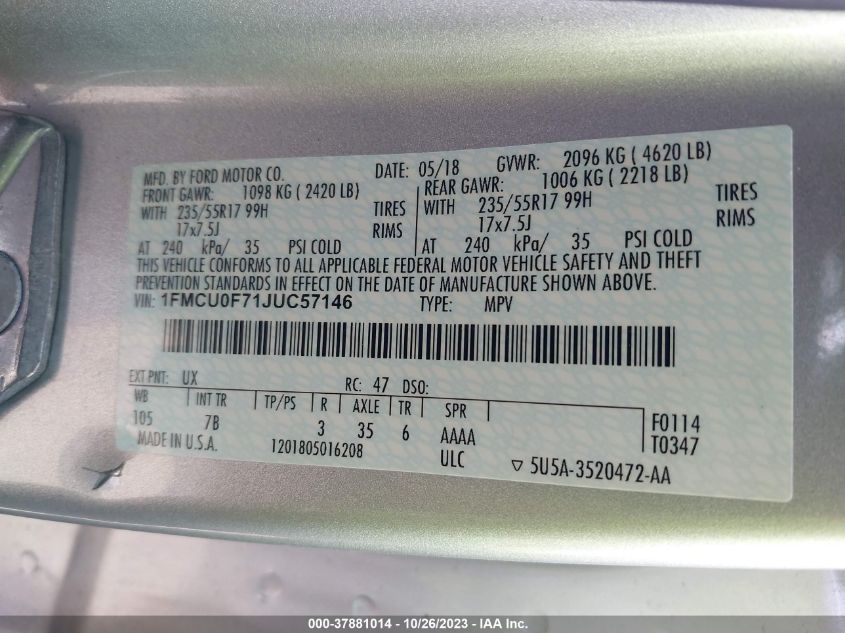 MFD. BY FORD MOTOR CO. DATE: 05/18 GVWR: 2096 KG ( 4620 LB)
FRONT GAWR: 1098 KG ( 2420 LB) REAR GAWR: 1006 KG ( 2218 LB)
WITH 235/55R17 99H TIRES WITH 235/55R17 99H TIRES
17x7.5J RIMS 17x7.5J RIMS
AT 240 kPa/ 35 PSI COLD AT 240 kPa/ 35 PSI COLD
THIS VEHICLE CONFORMS TO ALL APPLICABLE FEDERAL MOTOR VEHICLE SAFETY AND THEFT
PREVENTION STANDARDS IN EFFECT ON THE DATE OF MANUFACTURE SHOWN ABOVE.
VIN: 1FMCU0F71JUC57146 TYPE: MPV
EXT PNT: UX RC: 47 DSO:
WB INT TR TP/PS R AXLE TR SPR
105 7B 3 35 6 AAAA F0114
MADE IN U.S.A. 1201805016208 ULC T0347
▽ 5U5A-3520472-AA
000-37881014 - 10/26/2023 - IAA Inc.